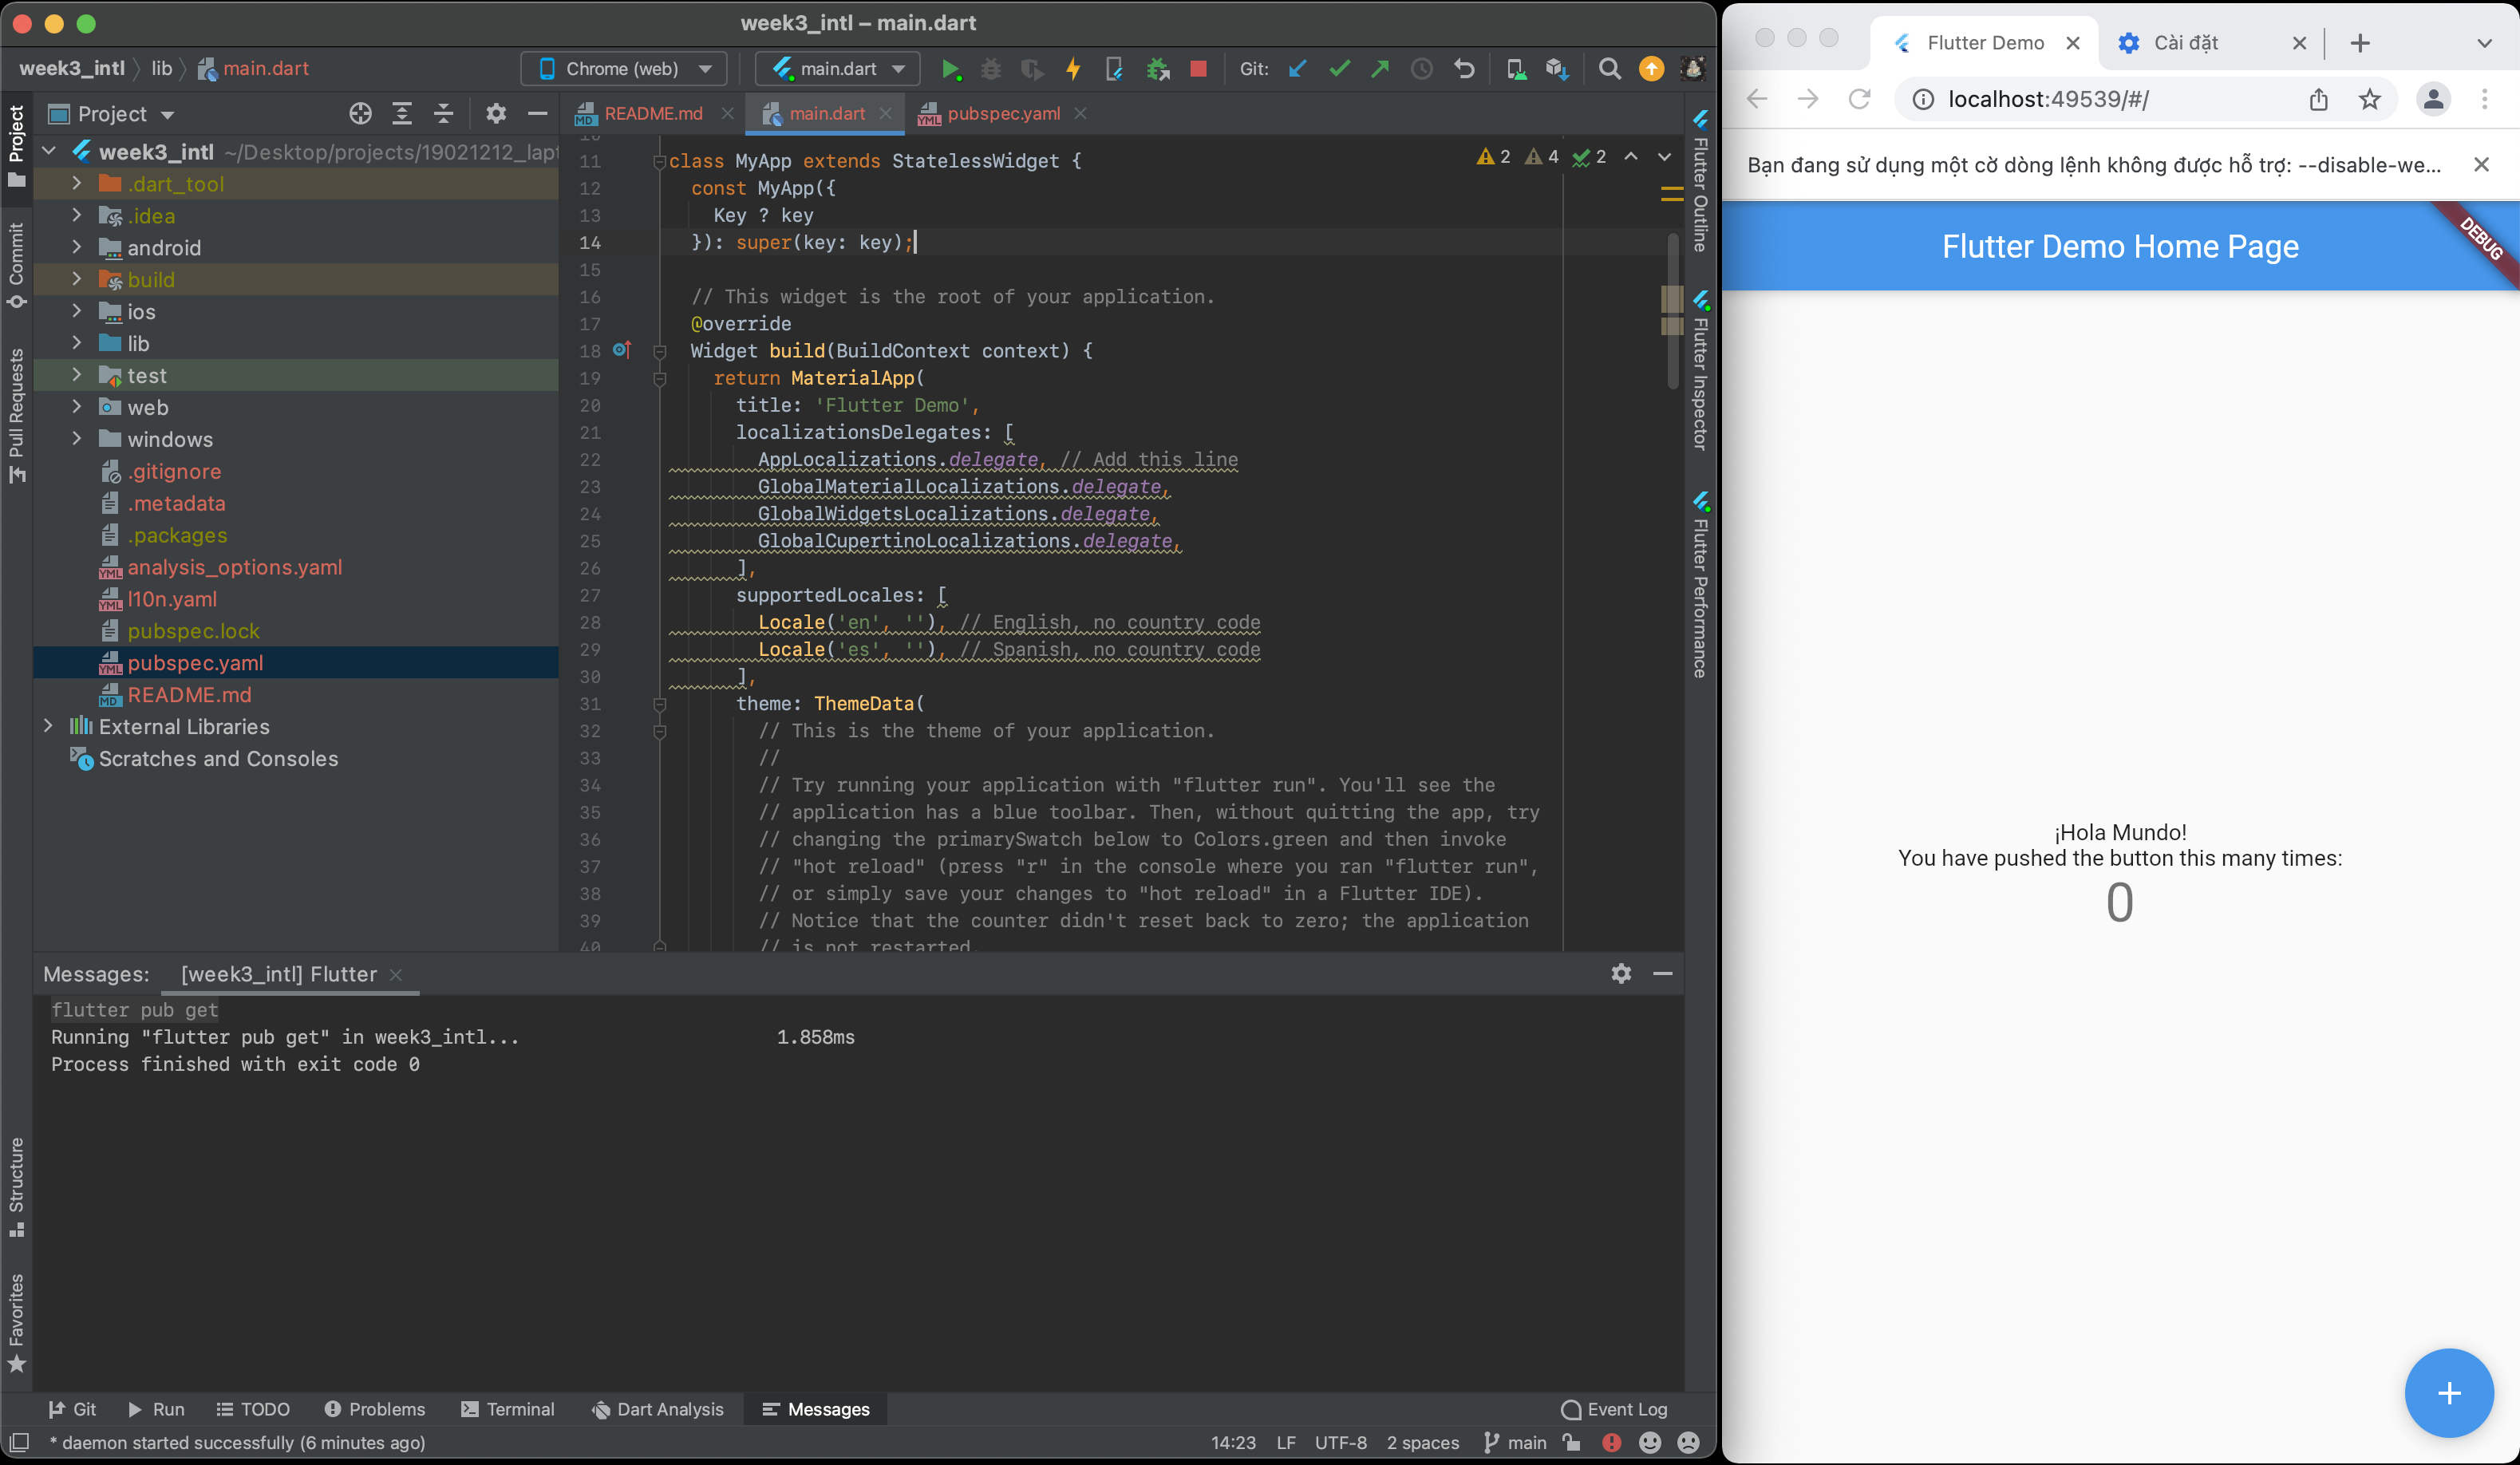 week3_intl – main.dart
week3_intl
lib
main.dart
Chrome (web)
main.dart
Git:
Project
README.md
main.dart
pubspec.yaml
Project
Commit
Pull Requests
Structure
Favorites
week3_intl ~/Desktop/projects/19021212_lapt
.dart_tool
.idea
android
build
ios
lib
test
web
windows
.gitignore
.metadata
.packages
analysis_options.yaml
l10n.yaml
pubspec.lock
pubspec.yaml
README.md
External Libraries
Scratches and Consoles
2 4 2
10
11 class MyApp extends StatelessWidget {
12 const MyApp({
13 Key ? key
14 }): super(key: key);
15
16 // This widget is the root of your application.
17 @override
18 Widget build(BuildContext context) {
19 return MaterialApp(
20 title: 'Flutter Demo',
21 localizationsDelegates: [
22 AppLocalizations.delegate, // Add this line
23 GlobalMaterialLocalizations.delegate,
24 GlobalWidgetsLocalizations.delegate,
25 GlobalCupertinoLocalizations.delegate,
26 ],
27 supportedLocales: [
28 Locale('en', ''), // English, no country code
29 Locale('es', ''), // Spanish, no country code
30 ],
31 theme: ThemeData(
32 // This is the theme of your application.
33 //
34 // Try running your application with "flutter run". You'll see the
35 // application has a blue toolbar. Then, without quitting the app, try
36 // changing the primarySwatch below to Colors.green and then invoke
37 // "hot reload" (press "r" in the console where you ran "flutter run",
38 // or simply save your changes to "hot reload" in a Flutter IDE).
39 // Notice that the counter didn't reset back to zero; the application
40 // is not restarted.
Flutter Outline
Flutter Inspector
Flutter Performance
Messages:
[week3_intl] Flutter
flutter pub get
Running "flutter pub get" in week3_intl... 1.858ms
Process finished with exit code 0
Git
Run
TODO
Problems
Terminal
Dart Analysis
Messages
Event Log
* daemon started successfully (6 minutes ago)
14:23 LF UTF-8 2 spaces main
Flutter Demo
Cài đặt
localhost:49539/#/
Bạn đang sử dụng một cờ dòng lệnh không được hỗ trợ: --disable-we...
Flutter Demo Home Page
DEBUG
¡Hola Mundo!
You have pushed the button this many times:
0